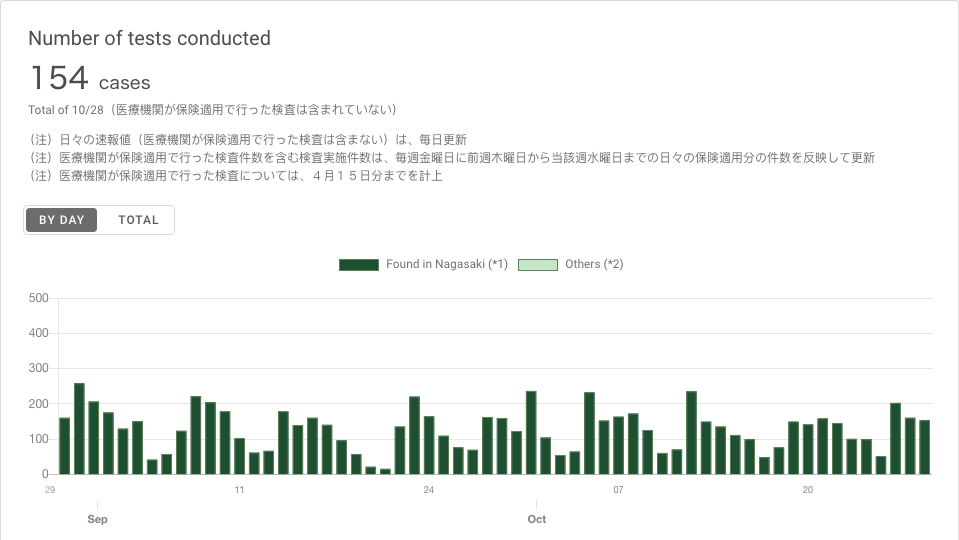 Number of tests conducted
154 cases
Total of 10/28（医療機関が保険適用で行った検査は含まれていない）
（注）日々の速報値（医療機関が保険適用で行った検査は含まない）は、毎日更新
（注）医療機関が保険適用で行った検査件数を含む検査実施件数は、毎週金曜日に前週木曜日から当該週水曜日までの日々の保険適用分の件数を反映して更新
（注）医療機関が保険適用で行った検査については、４月１５日分までを計上
BY DAY TOTAL
Found in Nagasaki (*1) Others (*2)
500
400
300
200
100
0
29 11 24 07 20
Sep Oct